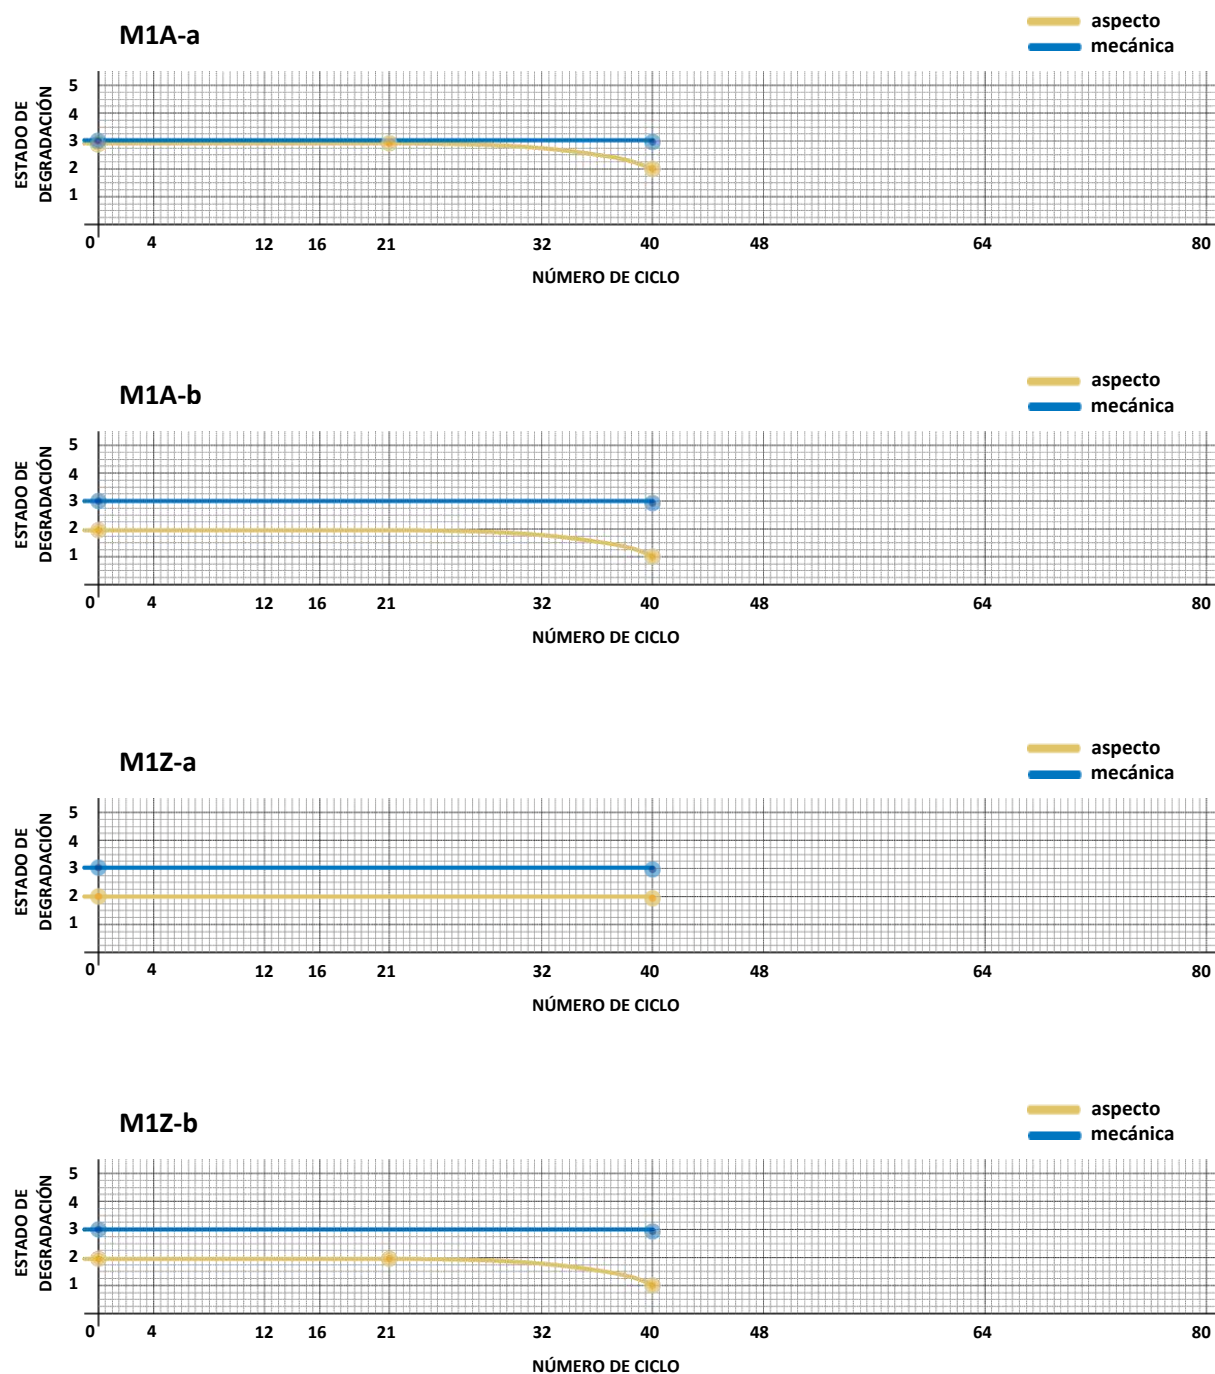 M1A-a
aspecto
mecánica
ESTADO DE
DEGRADACIÓN
5
4
3
2
1
0 4 12 16 21 32 40 48 64 80
NÚMERO DE CICLO
M1A-b
aspecto
mecánica
ESTADO DE
DEGRADACIÓN
5
4
3
2
1
0 4 12 16 21 32 40 48 64 80
NÚMERO DE CICLO
M1Z-a
aspecto
mecánica
ESTADO DE
DEGRADACIÓN
5
4
3
2
1
0 4 12 16 21 32 40 48 64 80
NÚMERO DE CICLO
M1Z-b
aspecto
mecánica
ESTADO DE
DEGRADACIÓN
5
4
3
2
1
0 4 12 16 21 32 40 48 64 80
NÚMERO DE CICLO